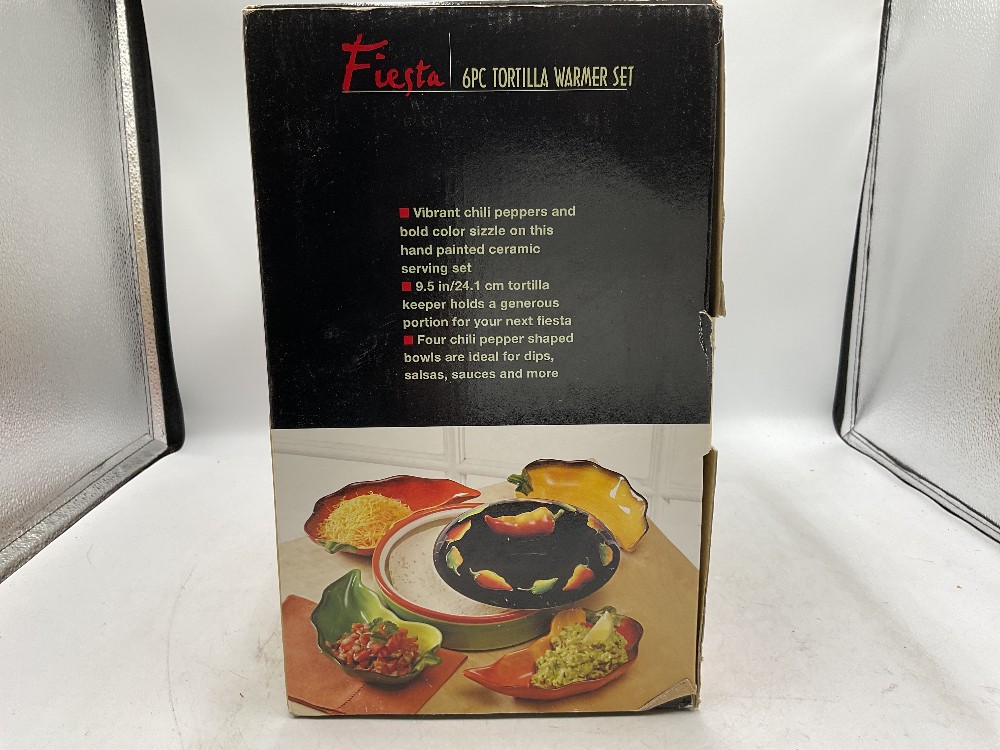 Fiesta 6PC TORTILLA WARMER SET
■ Vibrant chili peppers and
bold color sizzle on this
hand painted ceramic
serving set
■ 9.5 in/24.1 cm tortilla
keeper holds a generous
portion for your next fiesta
■ Four chili pepper shaped
bowls are ideal for dips,
salsas, sauces and more